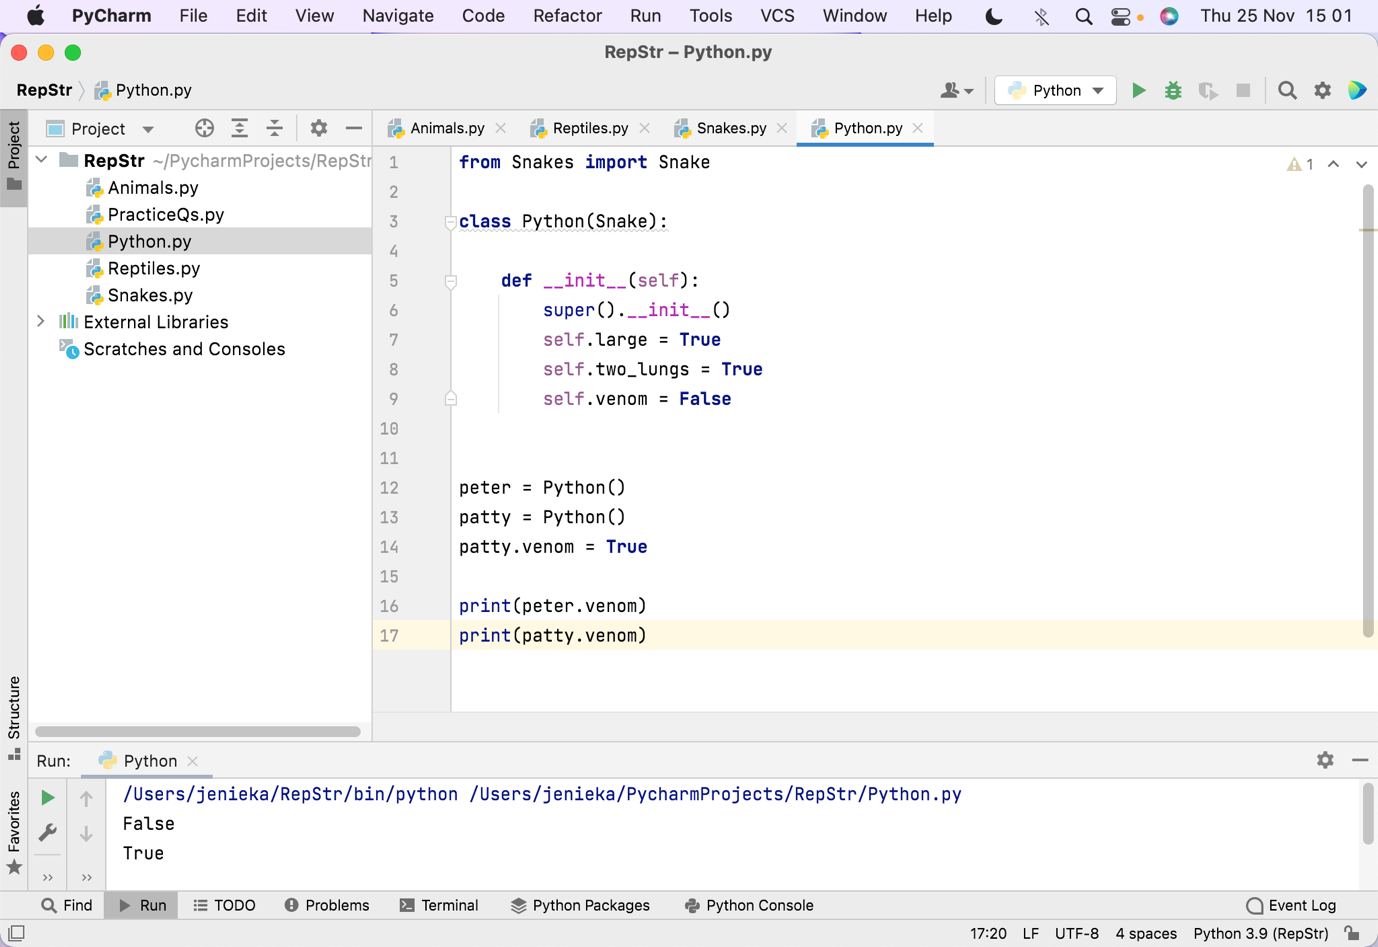 PyCharm File Edit View Navigate Code Refactor Run Tools VCS Window Help Thu 25 Nov 15 01
RepStr – Python.py
RepStr Python.py Python
Project
Project Animals.py Reptiles.py Snakes.py Python.py
RepStr ~/PycharmProjects/RepStr
Animals.py
PracticeQs.py
Python.py
Reptiles.py
Snakes.py
External Libraries
Scratches and Consoles
1 from Snakes import Snake
1
2
3 class Python(Snake):
4
5 def __init__(self):
6 super().__init__()
7 self.large = True
8 self.two_lungs = True
9 self.venom = False
10
11
12 peter = Python()
13 patty = Python()
14 patty.venom = True
15
16 print(peter.venom)
17 print(patty.venom)
Structure
Favorites
Run: Python
/Users/jenieka/RepStr/bin/python /Users/jenieka/PycharmProjects/RepStr/Python.py
False
True
Find Run TODO Problems Terminal Python Packages Python Console Event Log
17:20 LF UTF-8 4 spaces Python 3.9 (RepStr)